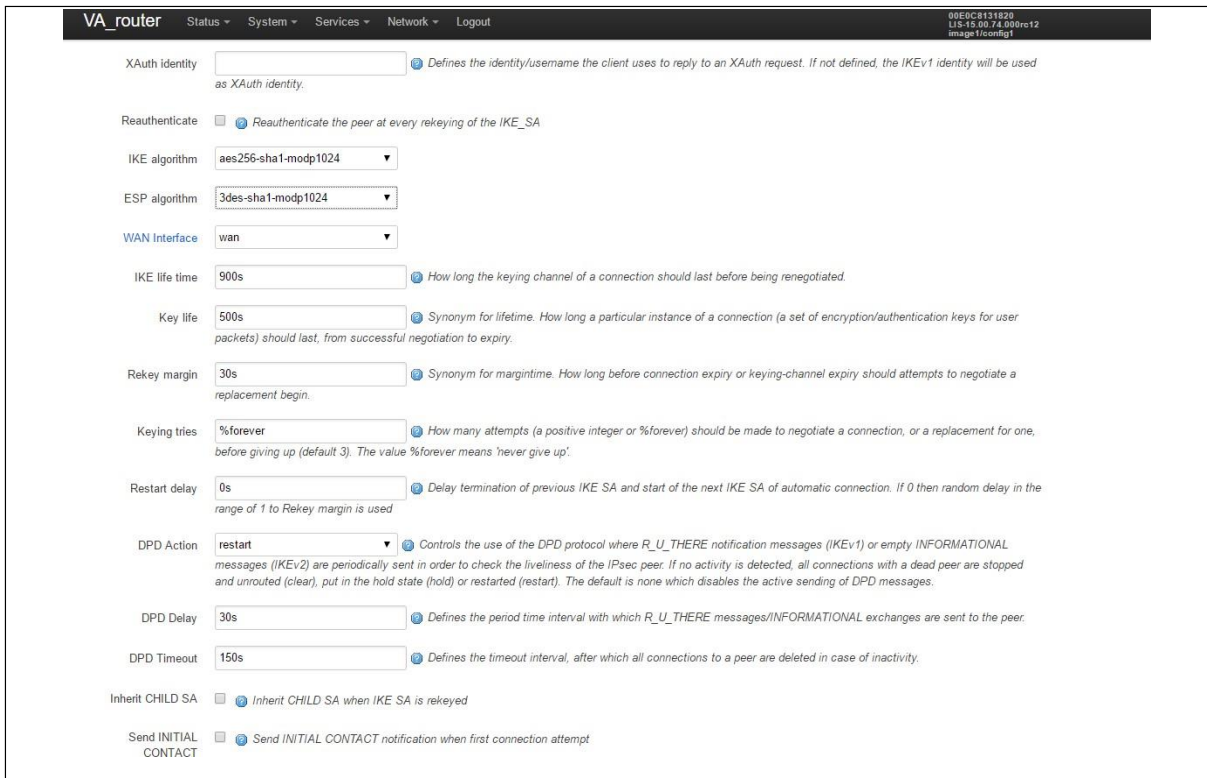 VA_router Status System Services Network Logout
00E0C8131820
LIS-15.00.74.000rc12
image1/config1
XAuth identity Defines the identity/username the client uses to reply to an XAuth request. If not defined, the IKEv1 identity will be used
as XAuth identity.
Reauthenticate Reauthenticate the peer at every rekeying of the IKE_SA
IKE algorithm aes256-sha1-modp1024
ESP algorithm 3des-sha1-modp1024
WAN Interface wan
IKE life time 900s How long the keying channel of a connection should last before being renegotiated.
Key life 500s Synonym for lifetime. How long a particular instance of a connection (a set of encryption/authentication keys for user
packets) should last, from successful negotiation to expiry.
Rekey margin 30s Synonym for margintime. How long before connection expiry or keying-channel expiry should attempts to negotiate a
replacement begin.
Keying tries %forever How many attempts (a positive integer or %forever) should be made to negotiate a connection, or a replacement for one,
before giving up (default 3). The value %forever means 'never give up'.
Restart delay 0s Delay termination of previous IKE SA and start of the next IKE SA of automatic connection. If 0 then random delay in the
range of 1 to Rekey margin is used
DPD Action restart Controls the use of the DPD protocol where R_U_THERE notification messages (IKEv1) or empty INFORMATIONAL
messages (IKEv2) are periodically sent in order to check the liveliness of the IPsec peer. If no activity is detected, all connections with a dead peer are stopped
and unrouted (clear), put in the hold state (hold) or restarted (restart). The default is none which disables the active sending of DPD messages.
DPD Delay 30s Defines the period time interval with which R_U_THERE messages/INFORMATIONAL exchanges are sent to the peer.
DPD Timeout 150s Defines the timeout interval, after which all connections to a peer are deleted in case of inactivity.
Inherit CHILD SA Inherit CHILD SA when IKE SA is rekeyed
Send INITIAL Send INITIAL CONTACT notification when first connection attempt
CONTACT